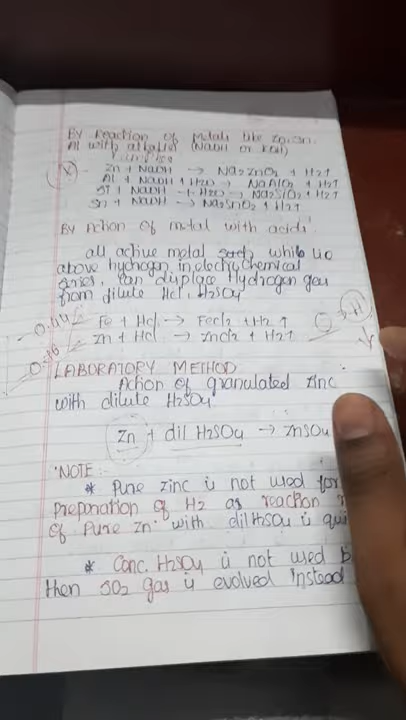 By Reaction of Metals like Zn, Sn,
Al with alkalies (NaOH or KOH)
Zn + NaOH → Na2ZnO2 + H2↑
Al + NaOH + H2O → NaAlO2 + H2↑
Si + NaOH + H2O → Na2SiO3 + H2↑
Sn + NaOH → Na2SnO2 + H2↑
By Action of metal with acids.
all active metal which lie
above hydrogen in electrochemical
series, can displace Hydrogen gas
from dilute HCl, H2SO4
-0.44 Fe + HCl → FeCl2 + H2↑
-0.76 Zn + HCl → ZnCl2 + H2↑
LABORATORY METHOD
Action of granulated zinc
with dilute H2SO4
Zn + dil H2SO4 → ZnSO4
NOTE:-
* Pure zinc is not used for
preparation of H2 as reaction
of Pure Zn with dil H2SO4 is
* Conc. H2SO4 is not used
then SO2 gas is evolved instead